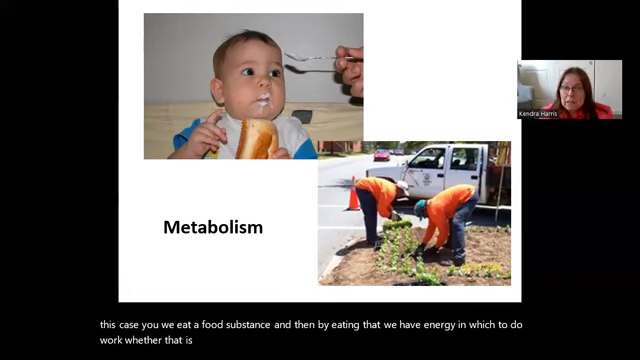 Kendra Harris
Metabolism
this case you we eat a food substance and then by eating that we have energy in which to do
work whether that is